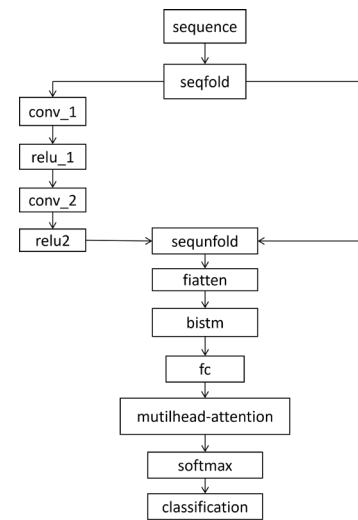 sequence
seqfold
conv_1
relu_1
conv_2
relu2
sequnfold
fiatten
bistm
fc
mutilhead-attention
softmax
classification